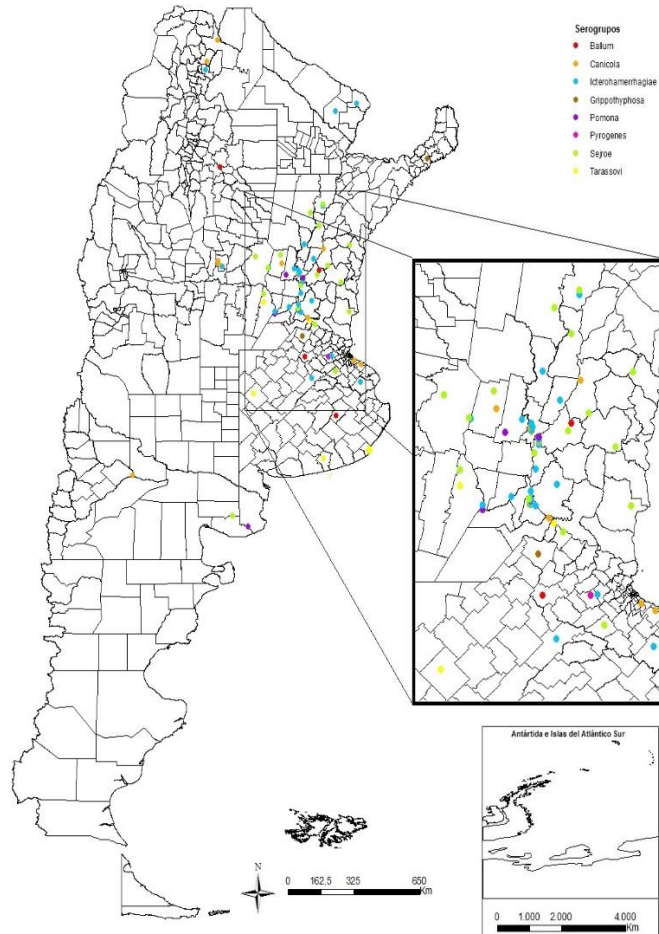 Serogrupos
Ballum
Canicola
Icterohamerrhagiae
Grippothyphosa
Pomona
Pyrogenes
Sejroe
Tarassovi
Antártida e Islas del Atlántico Sur
N
0 162,5 325 650
Km
0 1.000 2.000 4.000
Km